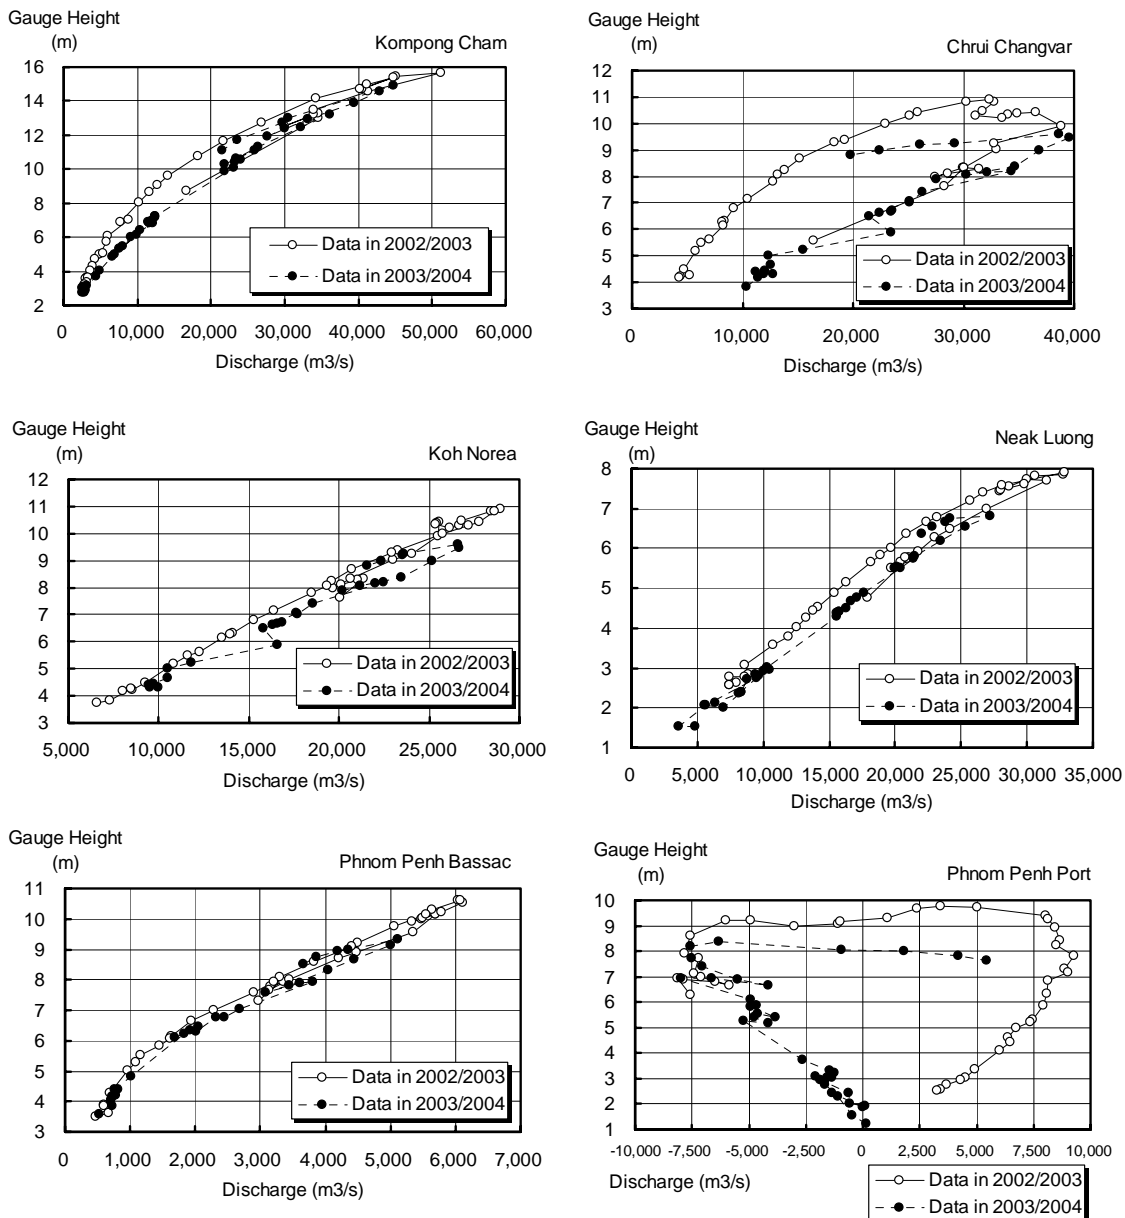 Gauge Height
(m)
Kompong Cham
16
14
12
10
8
6
4
2
Data in 2002/2003
Data in 2003/2004
0 10,000 20,000 30,000 40,000 50,000 60,000
Discharge (m3/s)
Gauge Height
(m)
Chrui Changvar
12
11
10
9
8
7
6
5
4
3
Data in 2002/2003
Data in 2003/2004
0 10,000 20,000 30,000 40,000
Discharge (m3/s)
Gauge Height
(m)
Koh Norea
12
11
10
9
8
7
6
5
4
3
Data in 2002/2003
Data in 2003/2004
5,000 10,000 15,000 20,000 25,000 30,000
Discharge (m3/s)
Gauge Height
(m)
Neak Luong
8
7
6
5
4
3
2
1
Data in 2002/2003
Data in 2003/2004
0 5,000 10,000 15,000 20,000 25,000 30,000 35,000
Discharge (m3/s)
Gauge Height
(m)
Phnom Penh Bassac
11
10
9
8
7
6
5
4
3
Data in 2002/2003
Data in 2003/2004
0 1,000 2,000 3,000 4,000 5,000 6,000 7,000
Discharge (m3/s)
Gauge Height
(m)
Phnom Penh Port
10
9
8
7
6
5
4
3
2
1
-10,000 -7,500 -5,000 -2,500 0 2,500 5,000 7,500 10,000
Discharge (m3/s)
Data in 2002/2003
Data in 2003/2004